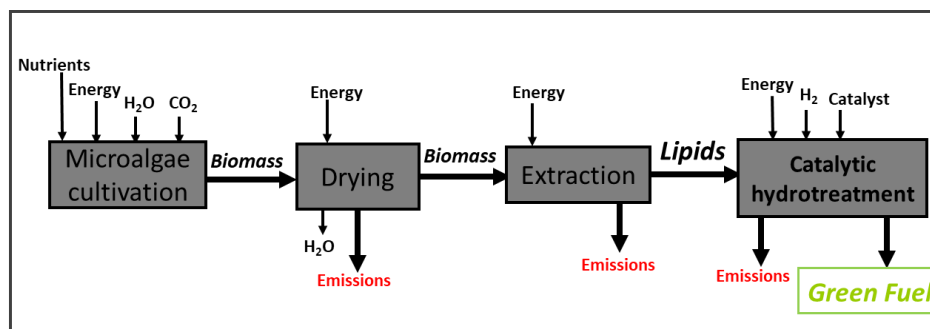 Nutrients
Energy
H₂O
CO₂
Microalgae
cultivation
Biomass
Energy
Drying
H₂O
Emissions
Biomass
Energy
Extraction
Emissions
Lipids
Energy
H₂
Catalyst
Catalytic
hydrotreatment
Emissions
Green Fuel